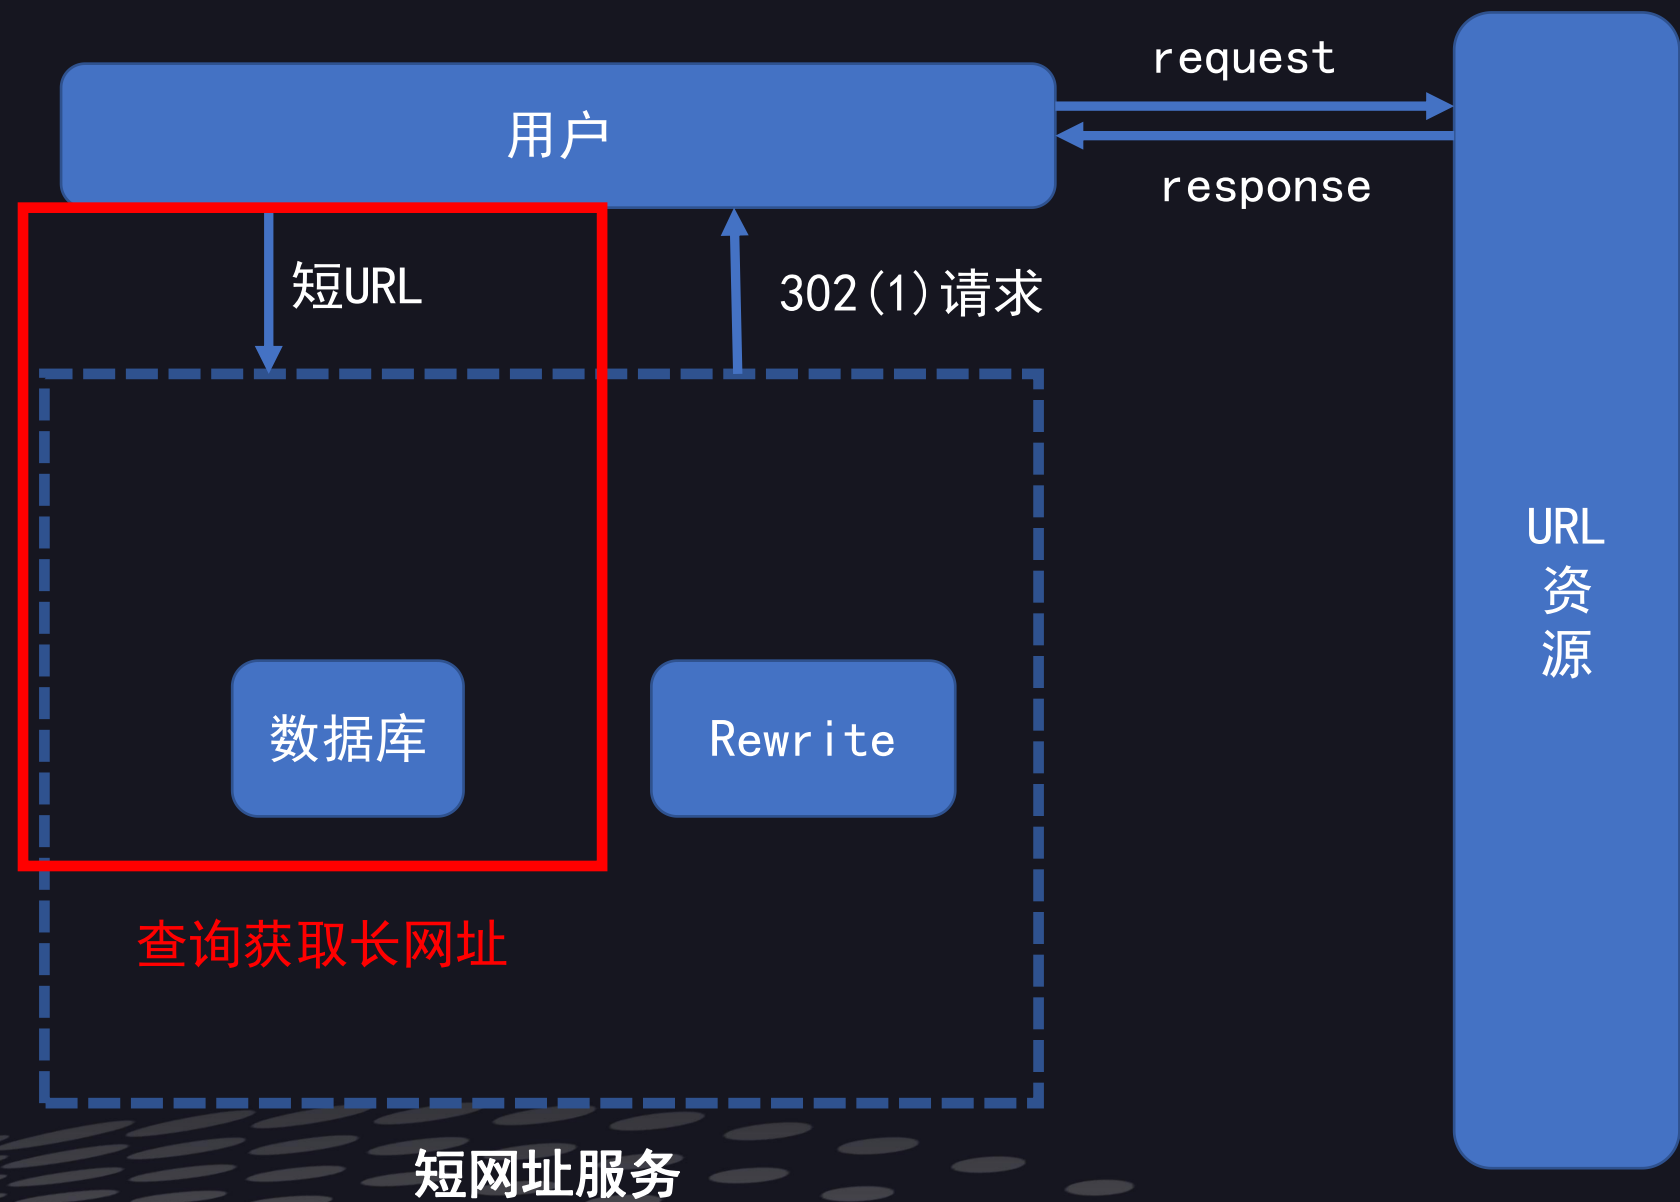 request
用户
response
短URL
302(1)请求
URL
资
源
数据库
Rewrite
查询获取长网址
短网址服务